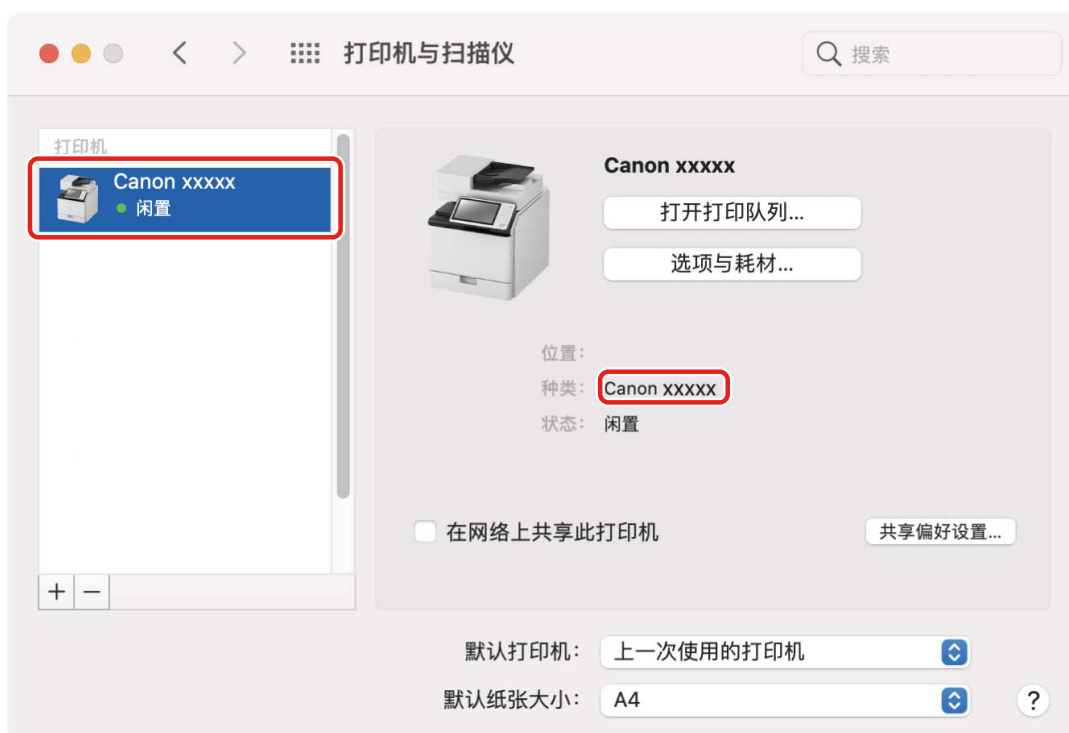 打印机与扫描仪
搜索
打印机
Canon xxxxx
闲置
Canon xxxxx
打开打印队列...
选项与耗材...
位置：
种类： Canon xxxxx
状态： 闲置
在网络上共享此打印机
共享偏好设置...
+ −
默认打印机： 上一次使用的打印机
默认纸张大小： A4
?